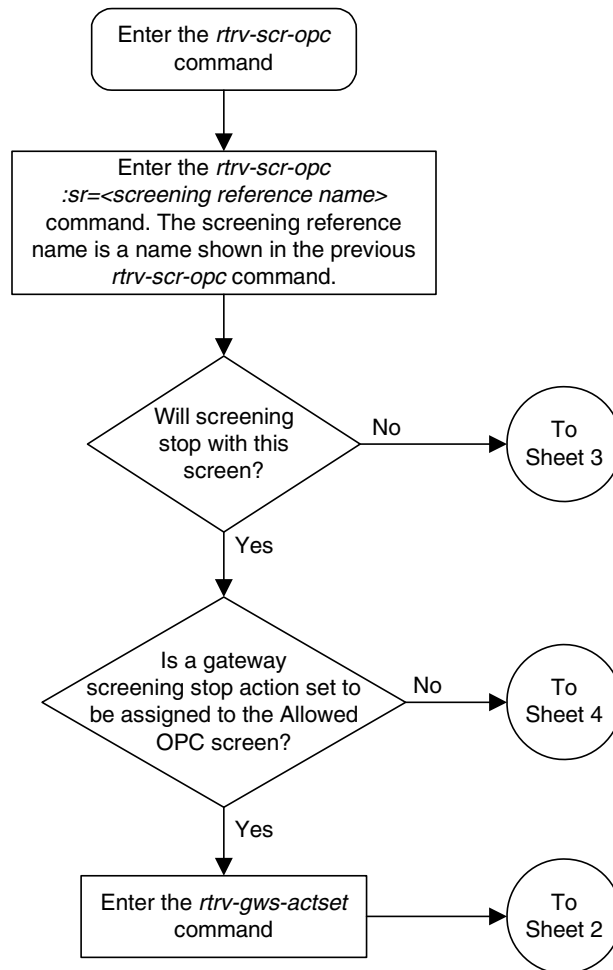 Enter the rtrv-scr-opc
command
Enter the rtrv-scr-opc
:sr=<screening reference name>
command. The screening reference
name is a name shown in the previous
rtrv-scr-opc command.
Will screening
stop with this
screen?
No
To
Sheet 3
Yes
Is a gateway
screening stop action set to
be assigned to the Allowed
OPC screen?
No
To
Sheet 4
Yes
Enter the rtrv-gws-actset
command
To
Sheet 2